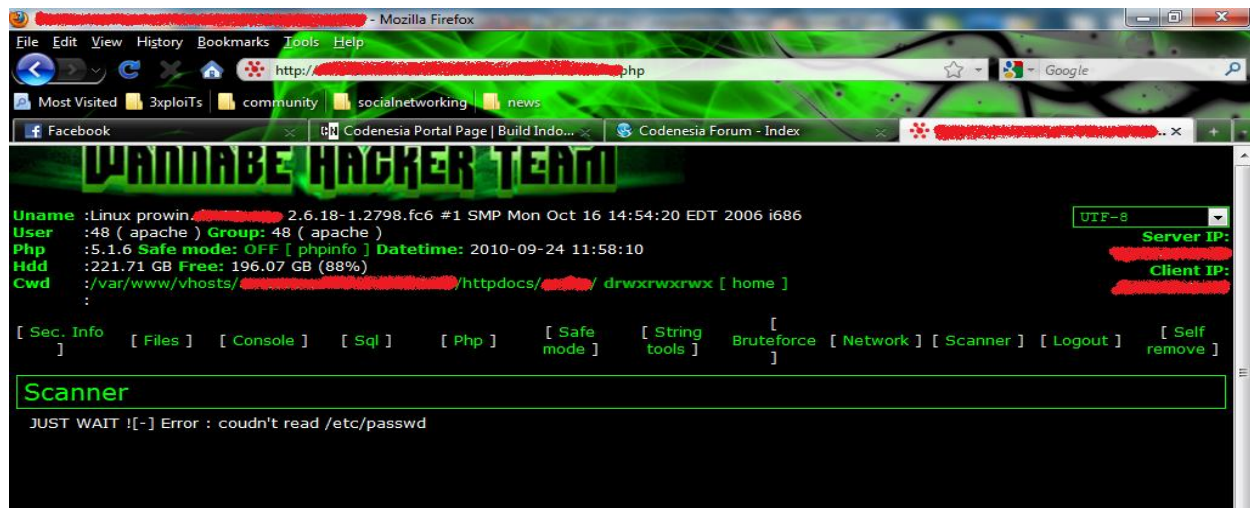 - Mozilla Firefox
File Edit View History Bookmarks Tools Help
http:// php
Google
Most Visited 3xploiTs community socialnetworking news
Facebook Codenesia Portal Page | Build Indo... Codenesia Forum - Index ..
WANNABE HACKER TEAM
Uname :Linux prowin. 2.6.18-1.2798.fc6 #1 SMP Mon Oct 16 14:54:20 EDT 2006 i686
UTF-8
User :48 ( apache ) Group: 48 ( apache )
Server IP:
Php :5.1.6 Safe mode: OFF [ phpinfo ] Datetime: 2010-09-24 11:58:10
Hdd :221.71 GB Free: 196.07 GB (88%)
Client IP:
Cwd :/var/www/vhosts/ /httpdocs/ / drwxrwxrwx [ home ]
:
[ Sec. Info ] [ Files ] [ Console ] [ Sql ] [ Php ] [ Safe mode ] [ String tools ] [ Bruteforce ] [ Network ] [ Scanner ] [ Logout ] [ Self remove ]
Scanner
JUST WAIT ![-] Error : coudn't read /etc/passwd